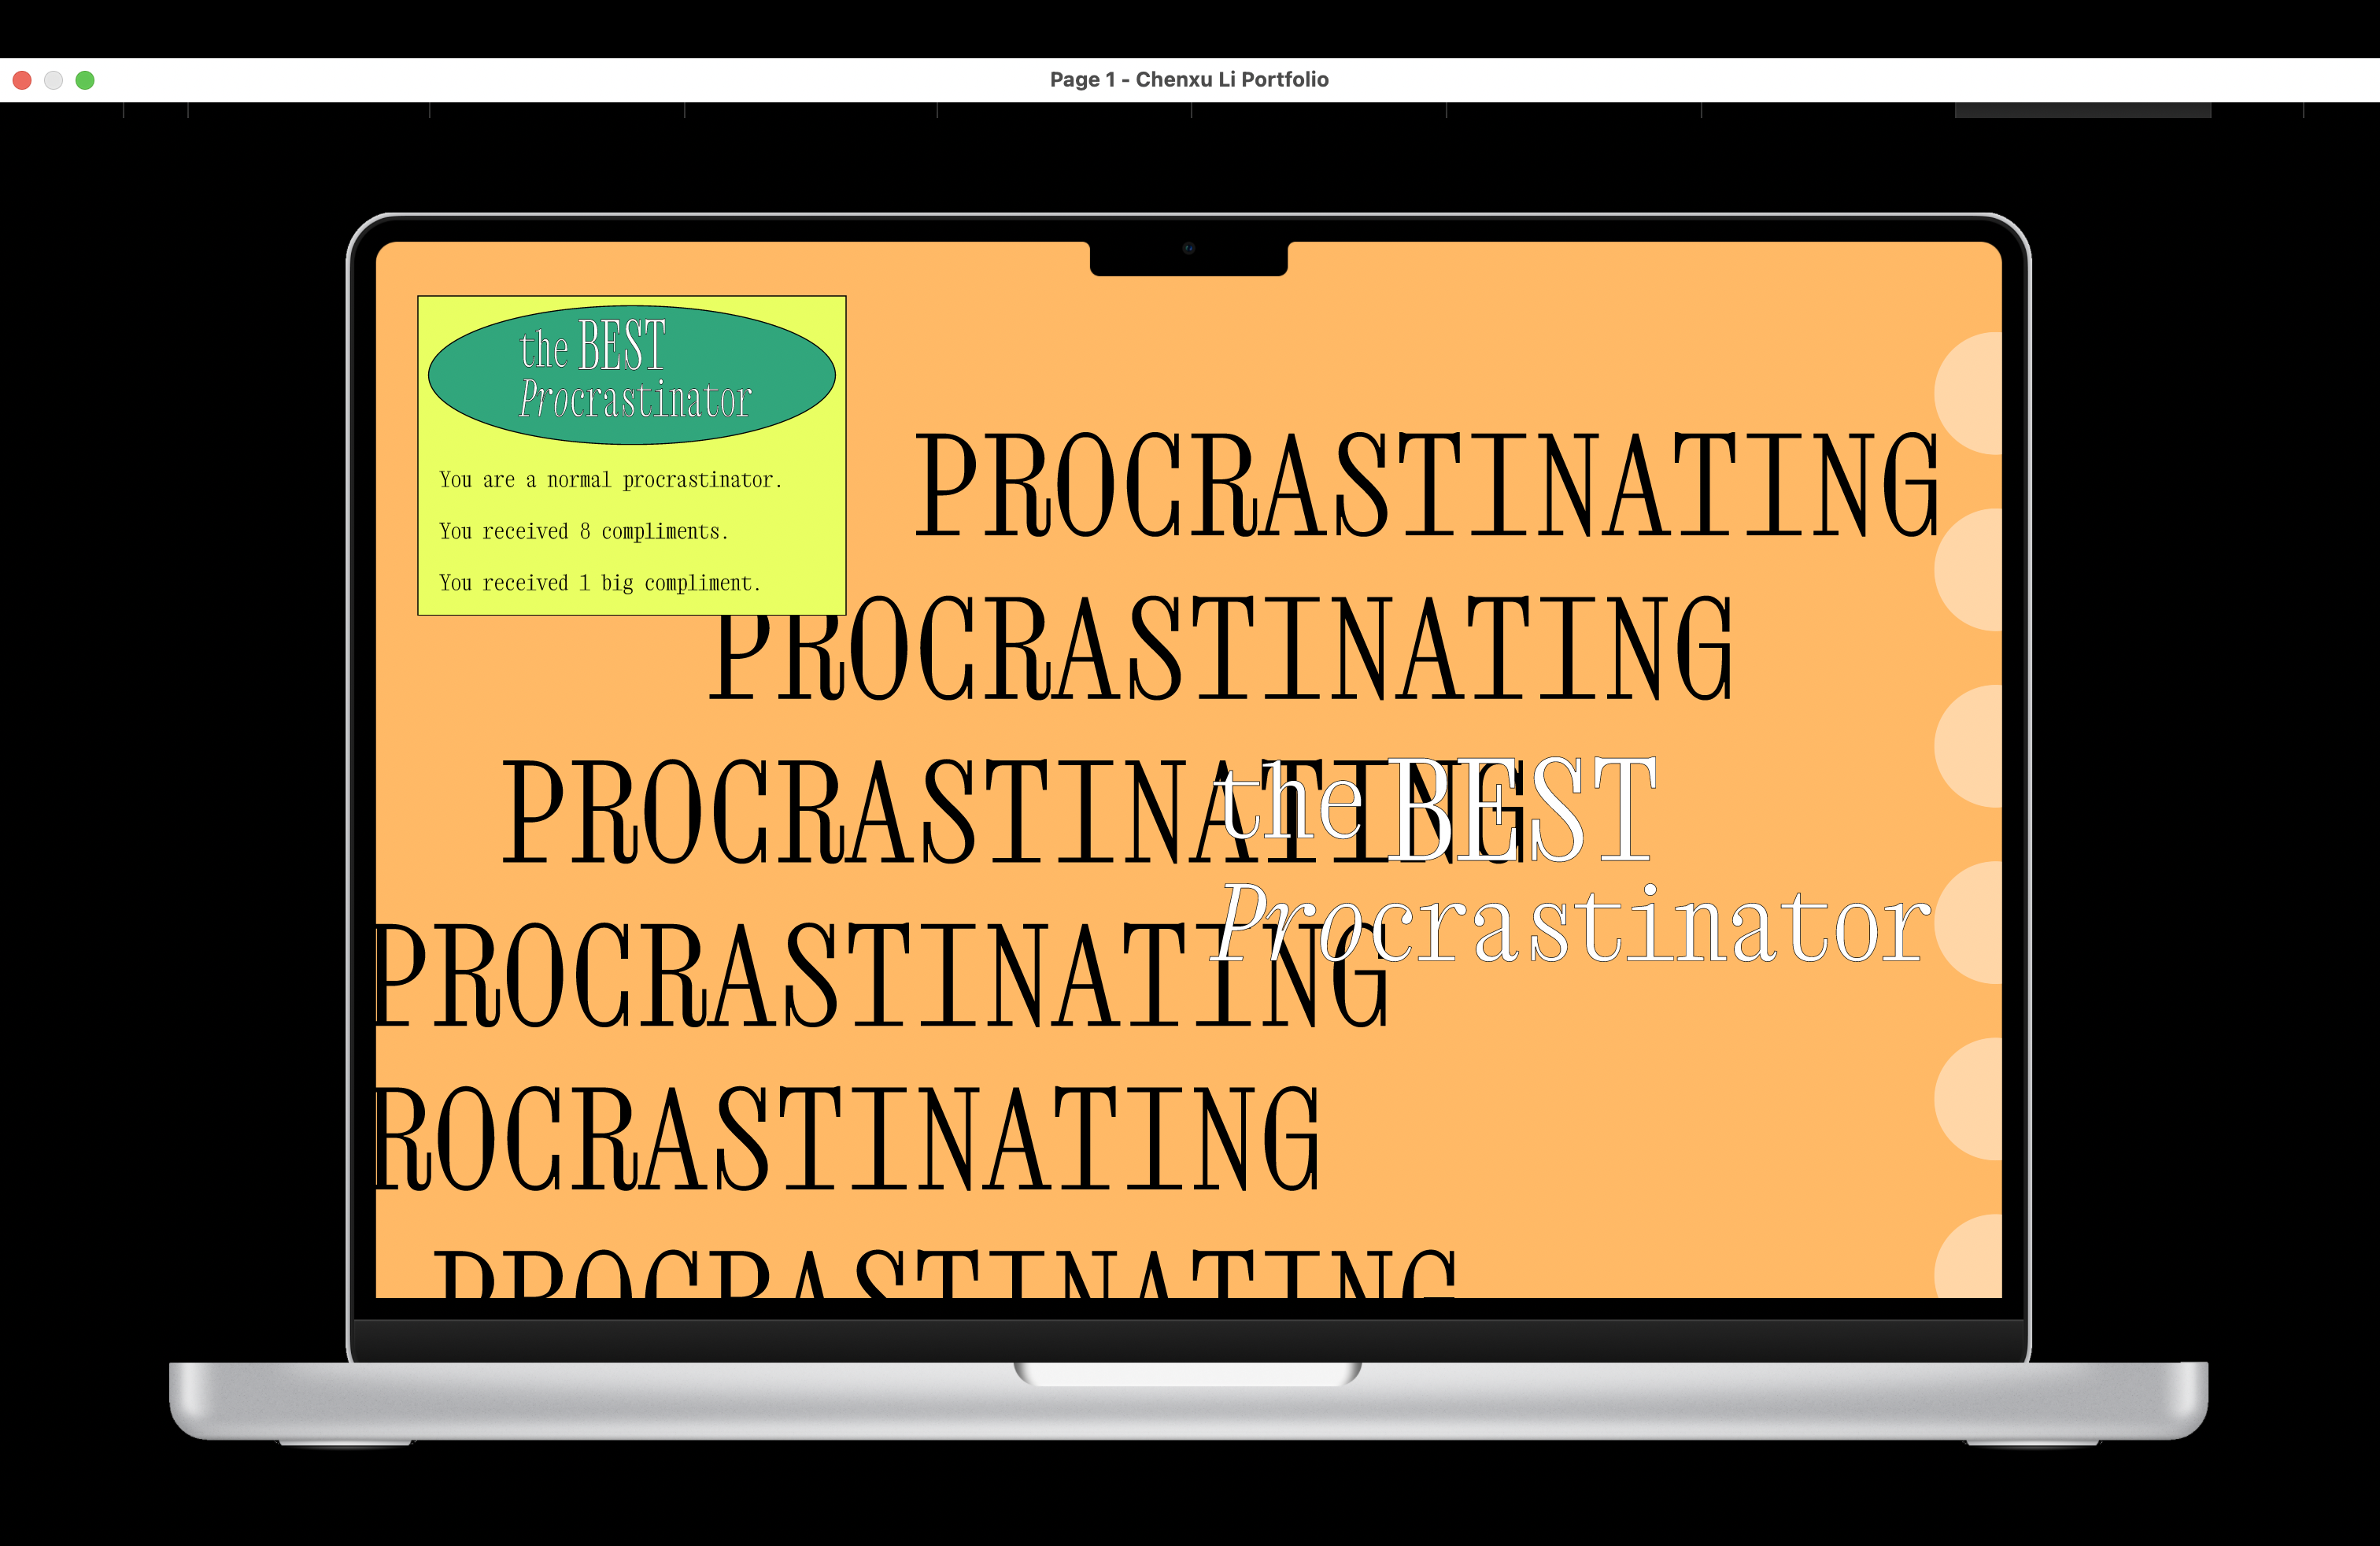 Page 1 - Chenxu Li Portfolio
the BEST
Procrastinator
You are a normal procrastinator.
You received 8 compliments.
You received 1 big compliment.
PROCRASTINATING
PROCRASTINATING
PROCRASTINATING
the BEST
Procrastinator
PROCRASTINATING
ROCRASTINATING
PROCRASTINATING